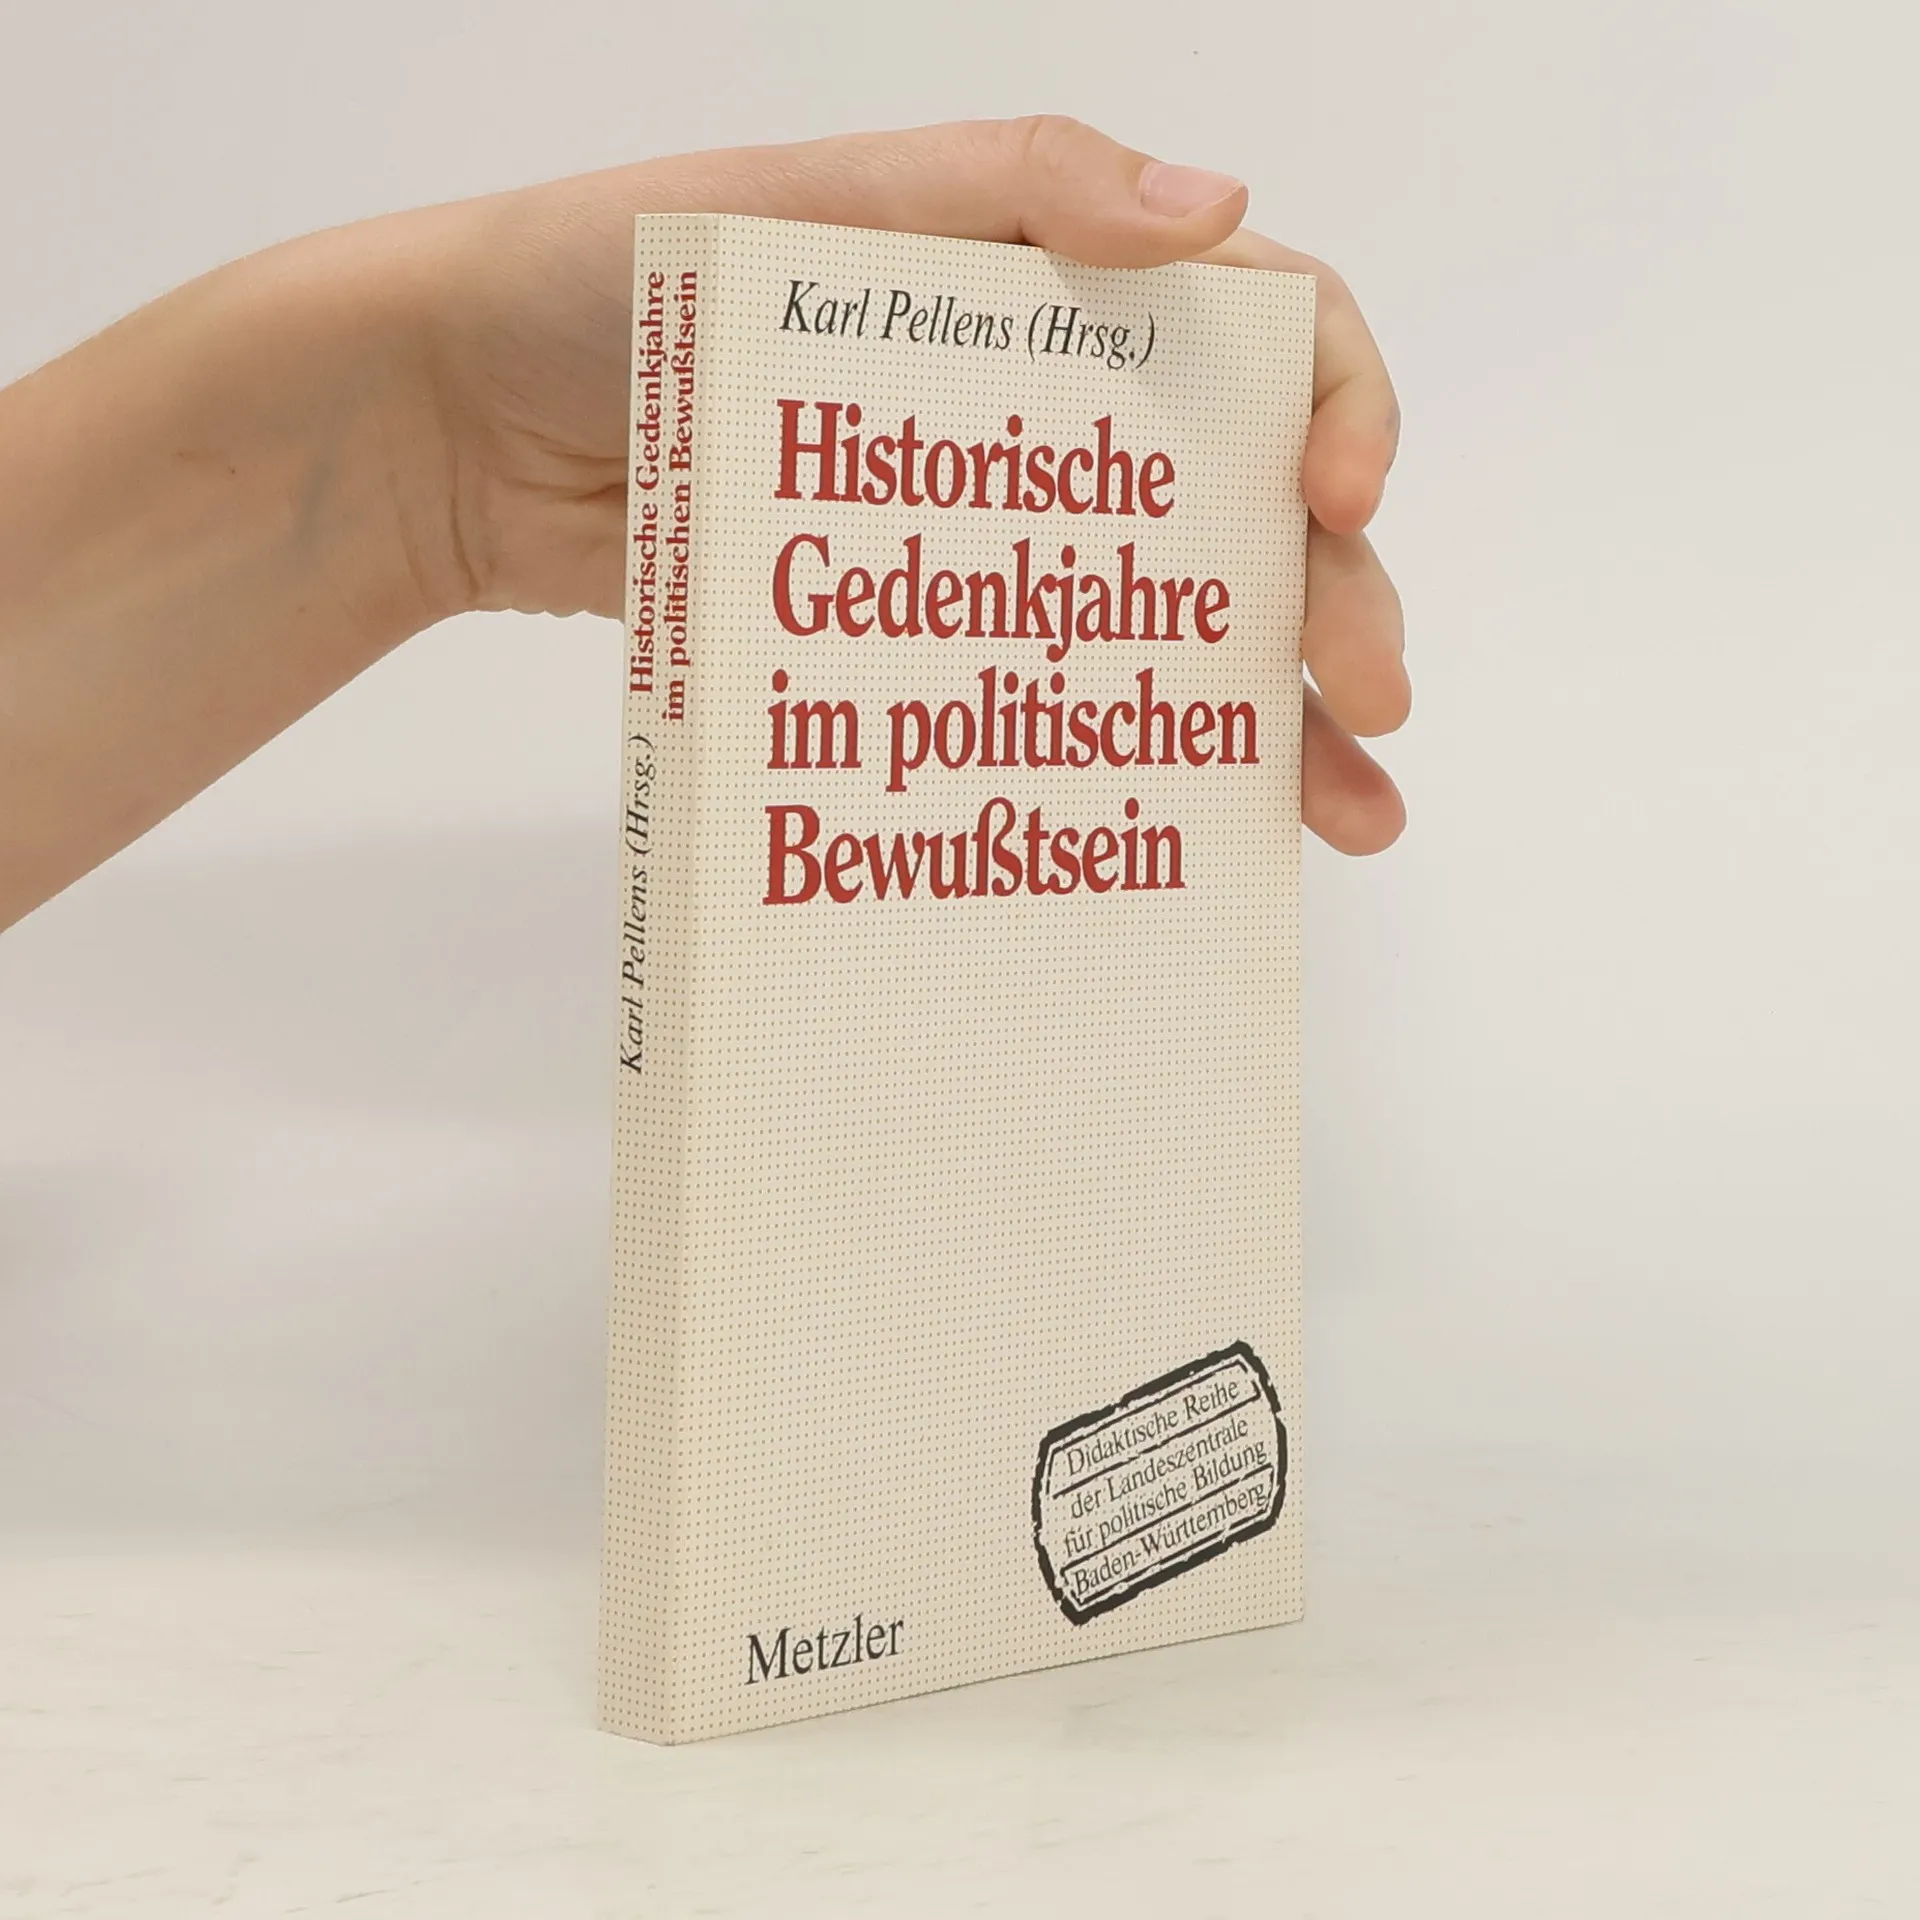 Karl Pellens (Hrsg.)
Historische
Gedenkjahre
im politischen
Bewußtsein
Didaktische Reihe
der Landeszentrale
für politische Bildung
Baden-Württemberg
Metzler
Karl Pellens (Hrsg.) Historische Gedenkjahre
im politischen Bewußtsein